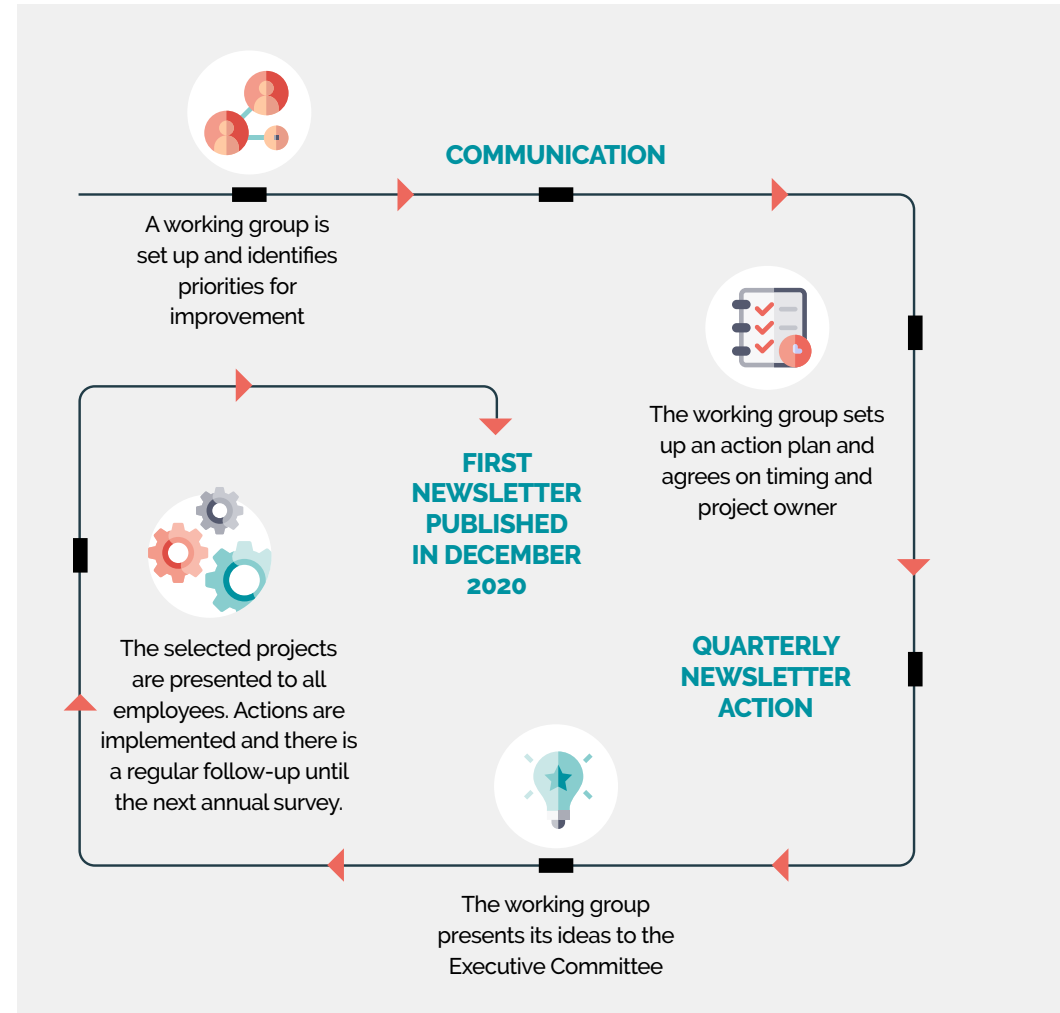 A working group is
set up and identifies
priorities for
improvement
COMMUNICATION
The working group sets
up an action plan and
agrees on timing and
project owner
QUARTERLY
NEWSLETTER
ACTION
The working group
presents its ideas to the
Executive Committee
The selected projects
are presented to all
employees. Actions are
implemented and there is
a regular follow-up until
the next annual survey.
FIRST
NEWSLETTER
PUBLISHED
IN DECEMBER
2020